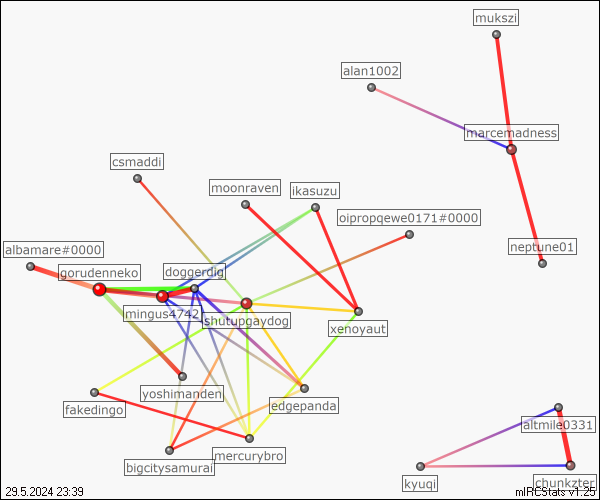 mukszi
alan1002
marcemadness
csmaddi
moonraven
ikasuzu
oipropqewe0171#0000
neptune01
albamare#0000
gorudenneko
doggerdig
mingus4742
shutupgaydog
xenoyaut
yoshimanden
edgepanda
fakedingo
mercurybro
bigcitysamurai
altmile0331
kyuqi
chunkzter
29.5.2024 23:39
mIRCStats v1.25